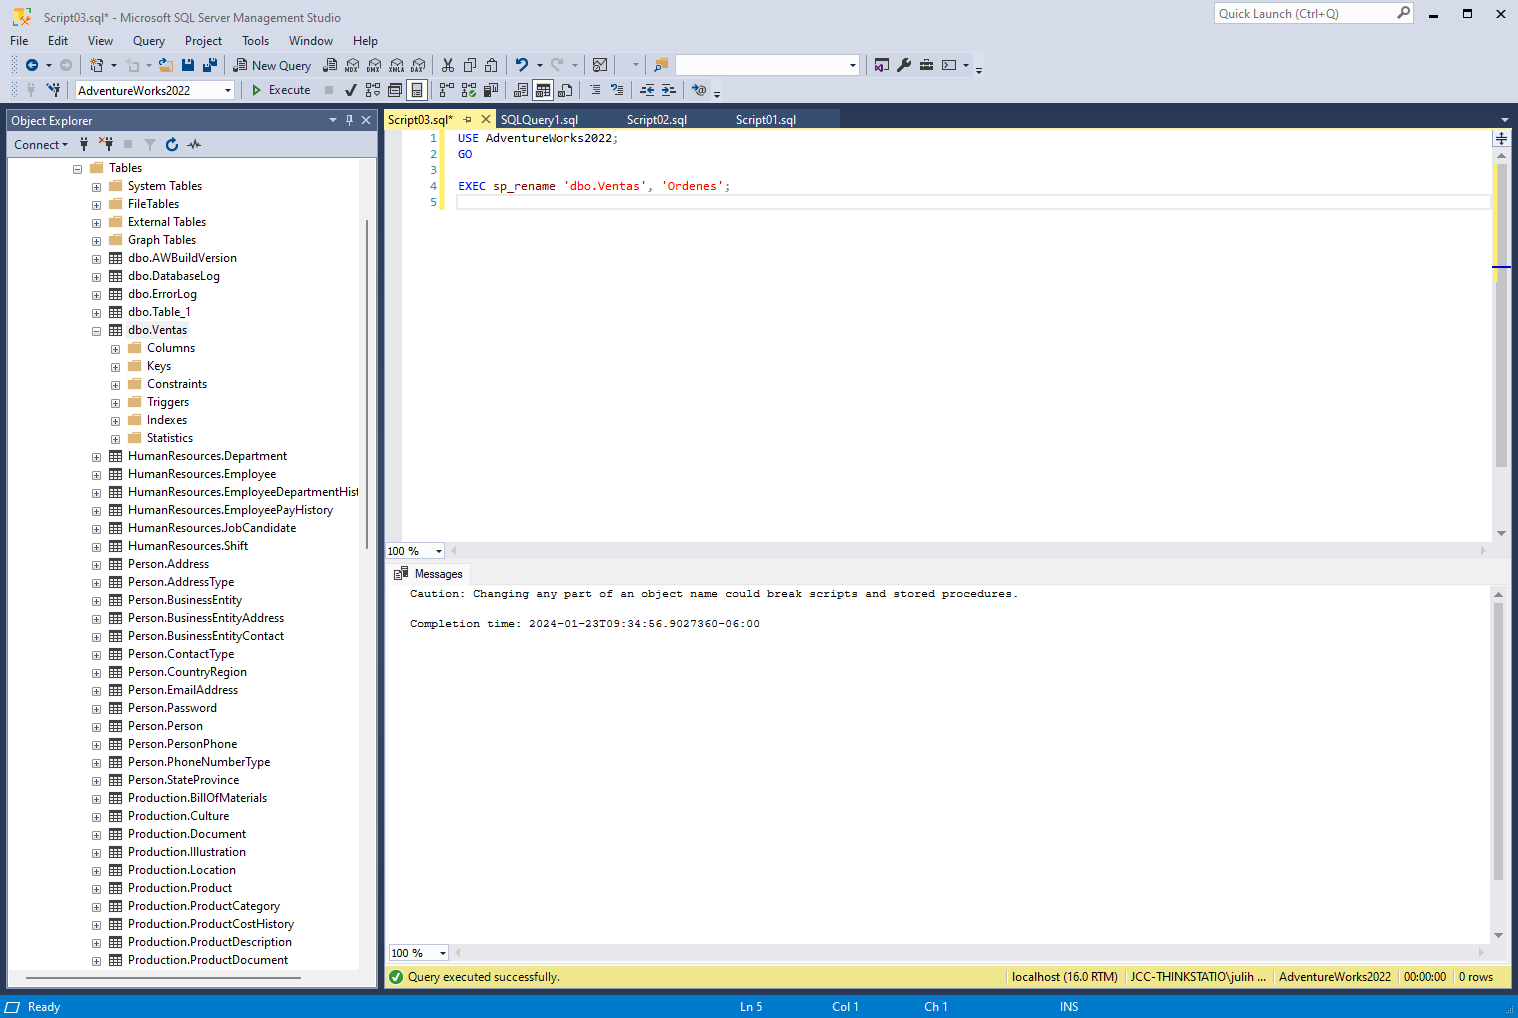 Script03.sql* - Microsoft SQL Server Management Studio
Quick Launch (Ctrl+Q)
File Edit View Query Project Tools Window Help
New Query MDX DMX XMLA DAX
AdventureWorks2022 Execute
Object Explorer
Connect
Tables
System Tables
FileTables
External Tables
Graph Tables
dbo.AWBuildVersion
dbo.DatabaseLog
dbo.ErrorLog
dbo.Table_1
dbo.Ventas
Columns
Keys
Constraints
Triggers
Indexes
Statistics
HumanResources.Department
HumanResources.Employee
HumanResources.EmployeeDepartmentHist
HumanResources.EmployeePayHistory
HumanResources.JobCandidate
HumanResources.Shift
Person.Address
Person.AddressType
Person.BusinessEntity
Person.BusinessEntityAddress
Person.BusinessEntityContact
Person.ContactType
Person.CountryRegion
Person.EmailAddress
Person.Password
Person.Person
Person.PersonPhone
Person.PhoneNumberType
Person.StateProvince
Production.BillOfMaterials
Production.Culture
Production.Document
Production.Illustration
Production.Location
Production.Product
Production.ProductCategory
Production.ProductCostHistory
Production.ProductDescription
Production.ProductDocument
Script03.sql* SQLQuery1.sql Script02.sql Script01.sql
1 USE AdventureWorks2022;
2 GO
3
4 EXEC sp_rename 'dbo.Ventas', 'Ordenes';
5
100 %
Messages
Caution: Changing any part of an object name could break scripts and stored procedures.
Completion time: 2024-01-23T09:34:56.9027360-06:00
100 %
Query executed successfully. localhost (16.0 RTM) JCC-THINKSTATIO\julih ... AdventureWorks2022 00:00:00 0 rows
Ready Ln 5 Col 1 Ch 1 INS